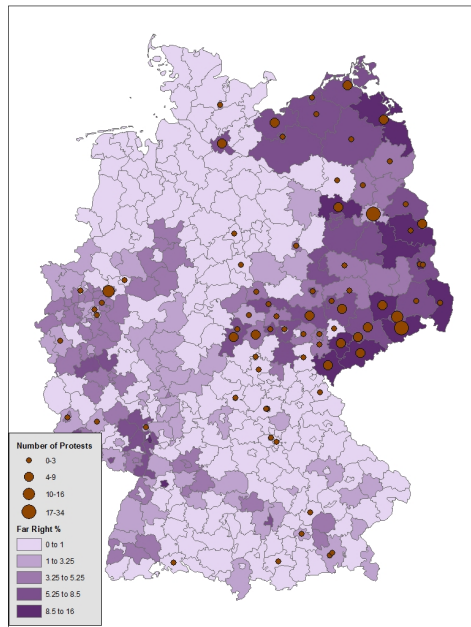 Number of Protests
0-3
4-9
10-16
17-34
Far Right %
0 to 1
1 to 3.25
3.25 to 5.25
5.25 to 8.5
8.5 to 16